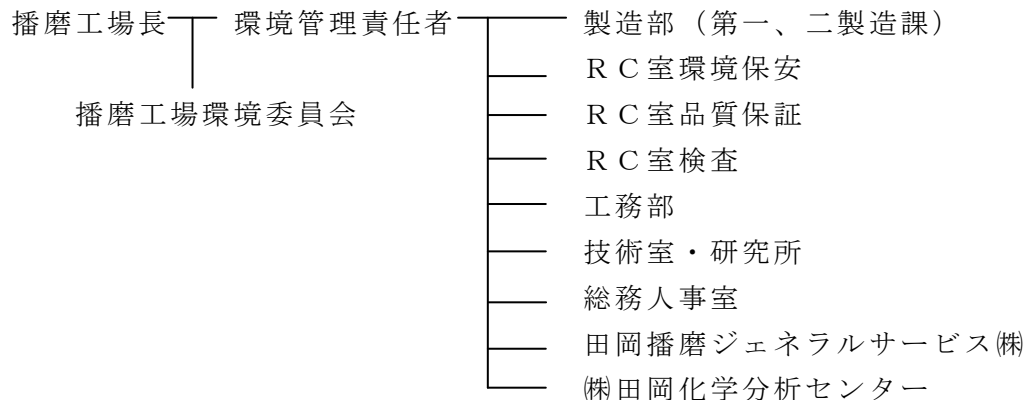 播磨工場長 環境管理責任者 製造部（第一、二製造課）
ＲＣ室環境保安
播磨工場環境委員会
ＲＣ室品質保証
ＲＣ室検査
工務部
技術室・研究所
総務人事室
田岡播磨ジェネラルサービス㈱
㈱田岡化学分析センター